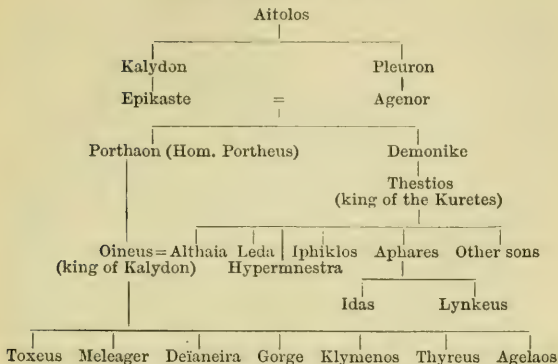 Aitolos
Kalydon Pleuron
Epikaste = Agenor
Porthaon (Hom. Portheus) Demonike
Thestios
(king of the Kuretes)
Oineus = Althaia Leda Iphiklos Aphares Other sons
(king of Kalydon) Hypermnestra
Idas Lynkeus
Toxeus Meleager Deïaneira Gorge Klymenos Thyreus Agelaos